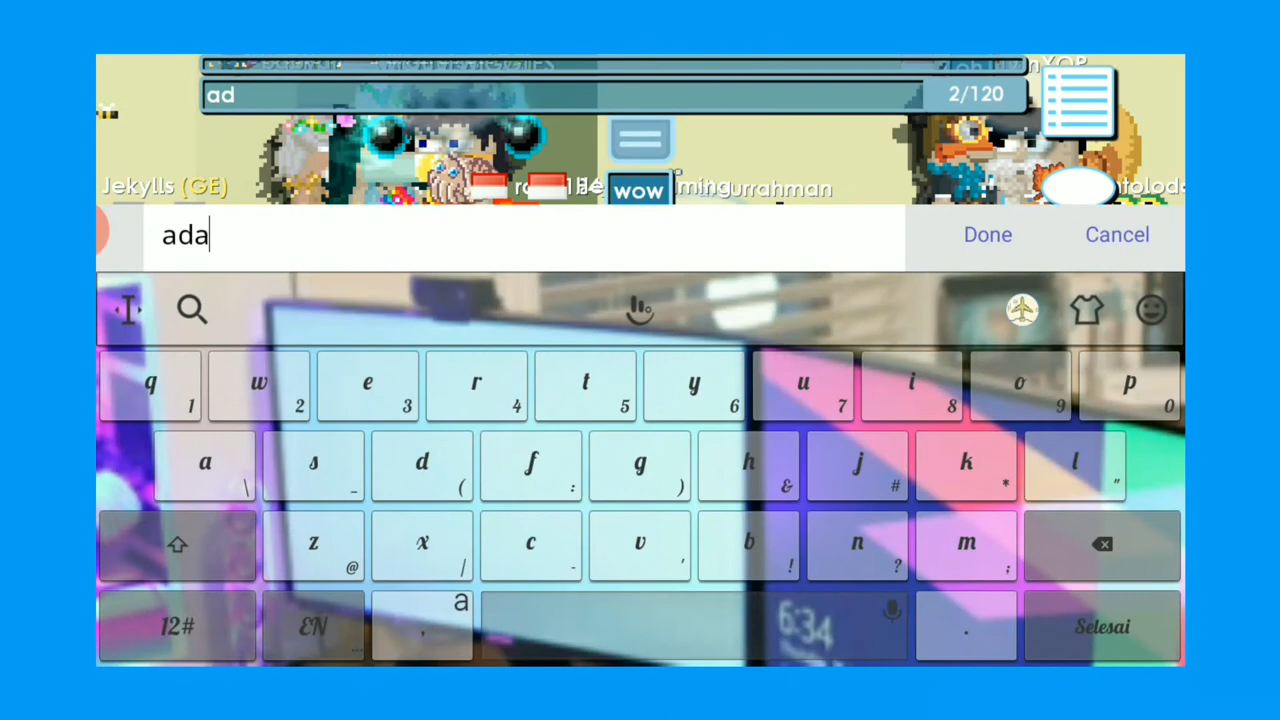 ad 2/120
Jekylls (GE)
urrahman
wow
ada Done Cancel
q 1 w 2 e 3 r 4 t 5 y 6 u 7 i 8 o 9 p 0
a \ s _ d ( f : g ) h & j # k * l "
z @ x / c - v ' b ! n ? m ;
12# EN , a 6:34 . Selesai